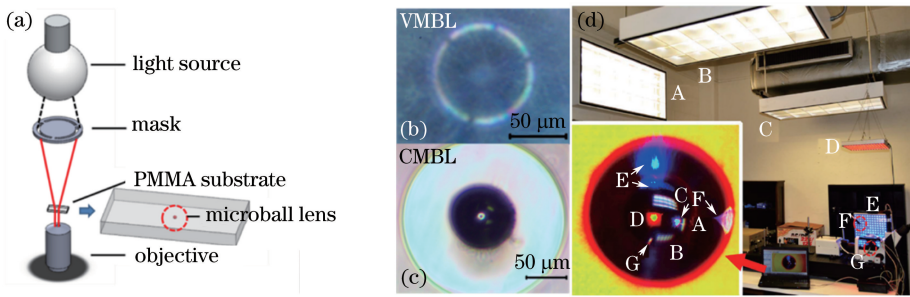 (a)
light source
mask
PMMA substrate
microball lens
objective
VMBL
(b)
50 μm
CMBL
(c)
50 μm
(d)
A
B
C
D
E
F
G
E
C
F
D
A
B
G